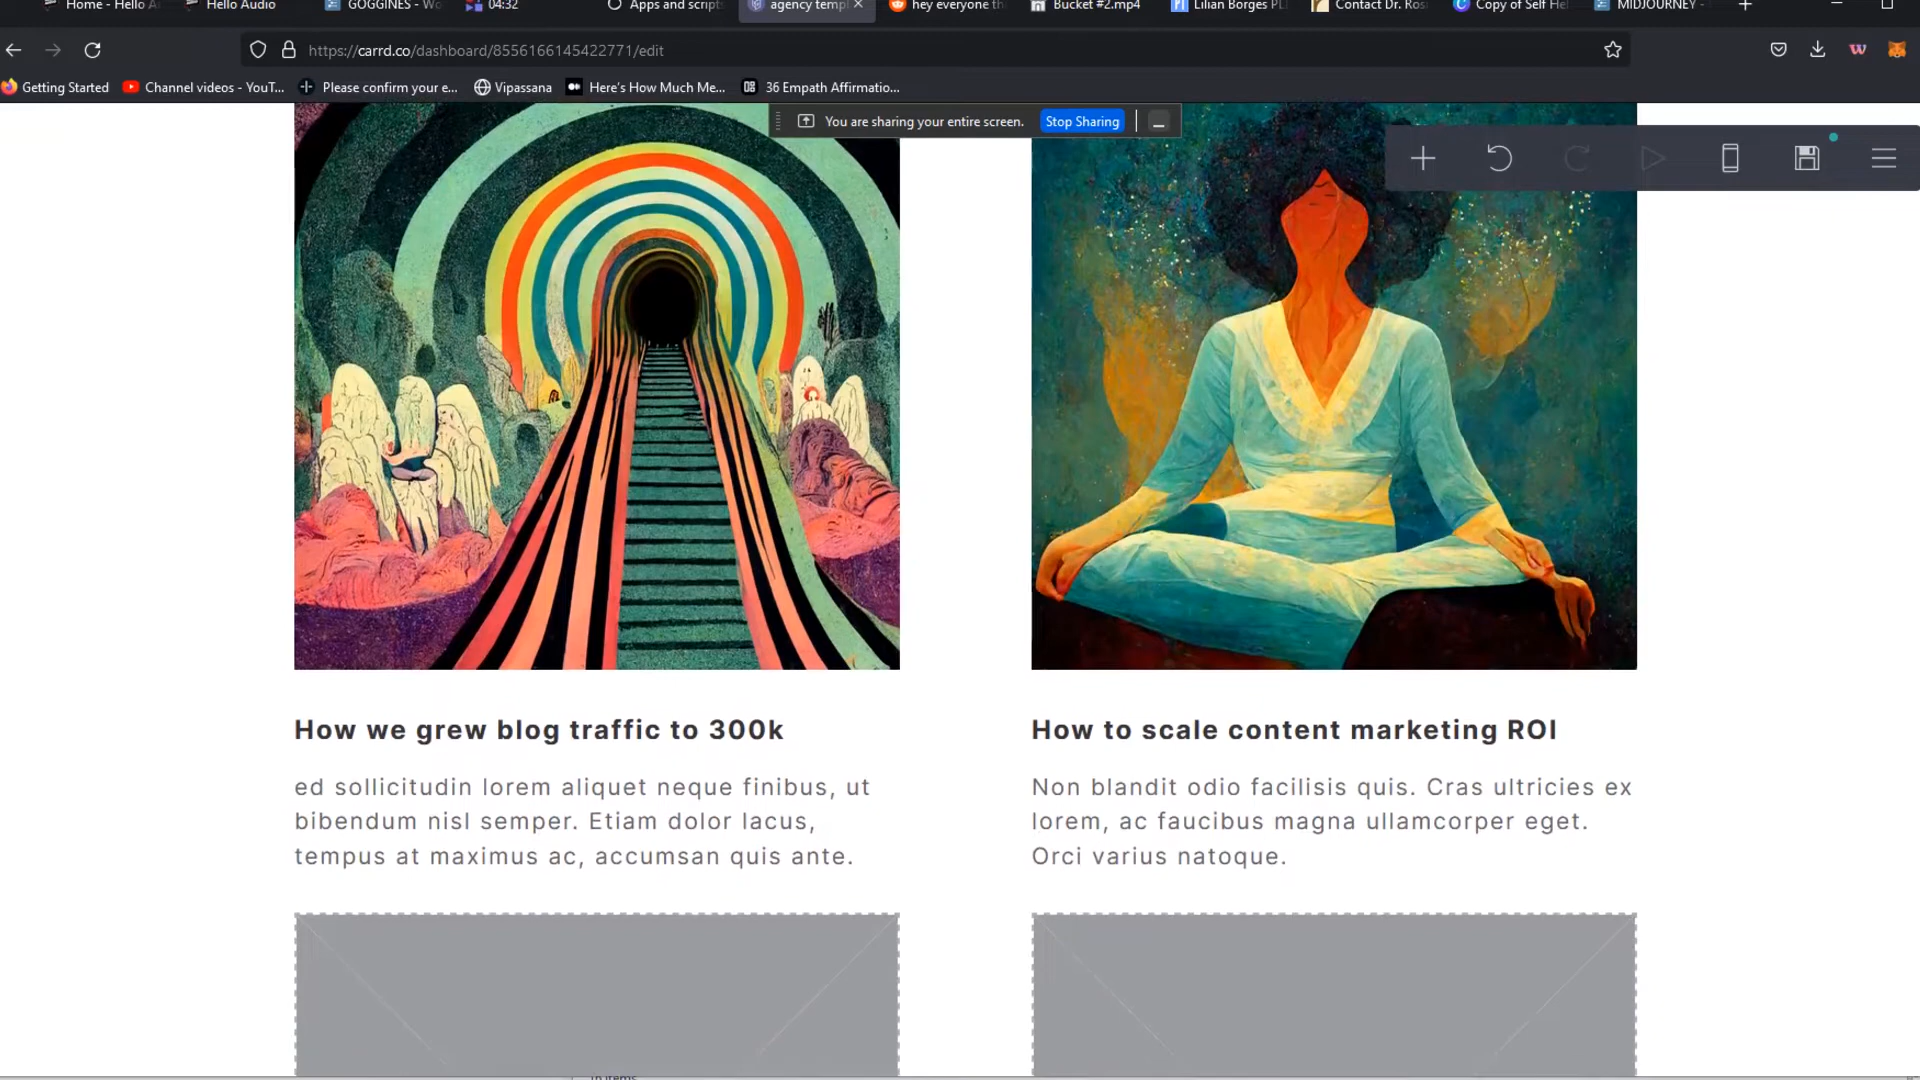 Home - Hello A
Hello Audio
GOGGINES - Wo
04:32
Apps and script
agency templ
hey everyone th
Bucket #2.mp4
Lilian Borges PL
Contact Dr. Ros
Copy of Self He
MIDJOURNEY -
https://carrd.co/dashboard/8556166145422771/edit
Getting Started
Channel videos - YouT...
Please confirm your e...
Vipassana
Here's How Much Me...
36 Empath Affirmatio...
You are sharing your entire screen.
Stop Sharing
How we grew blog traffic to 300k
ed sollicitudin lorem aliquet neque finibus, ut
bibendum nisl semper. Etiam dolor lacus,
tempus at maximus ac, accumsan quis ante.
How to scale content marketing ROI
Non blandit odio facilisis quis. Cras ultricies ex
lorem, ac faucibus magna ullamcorper eget.
Orci varius natoque.